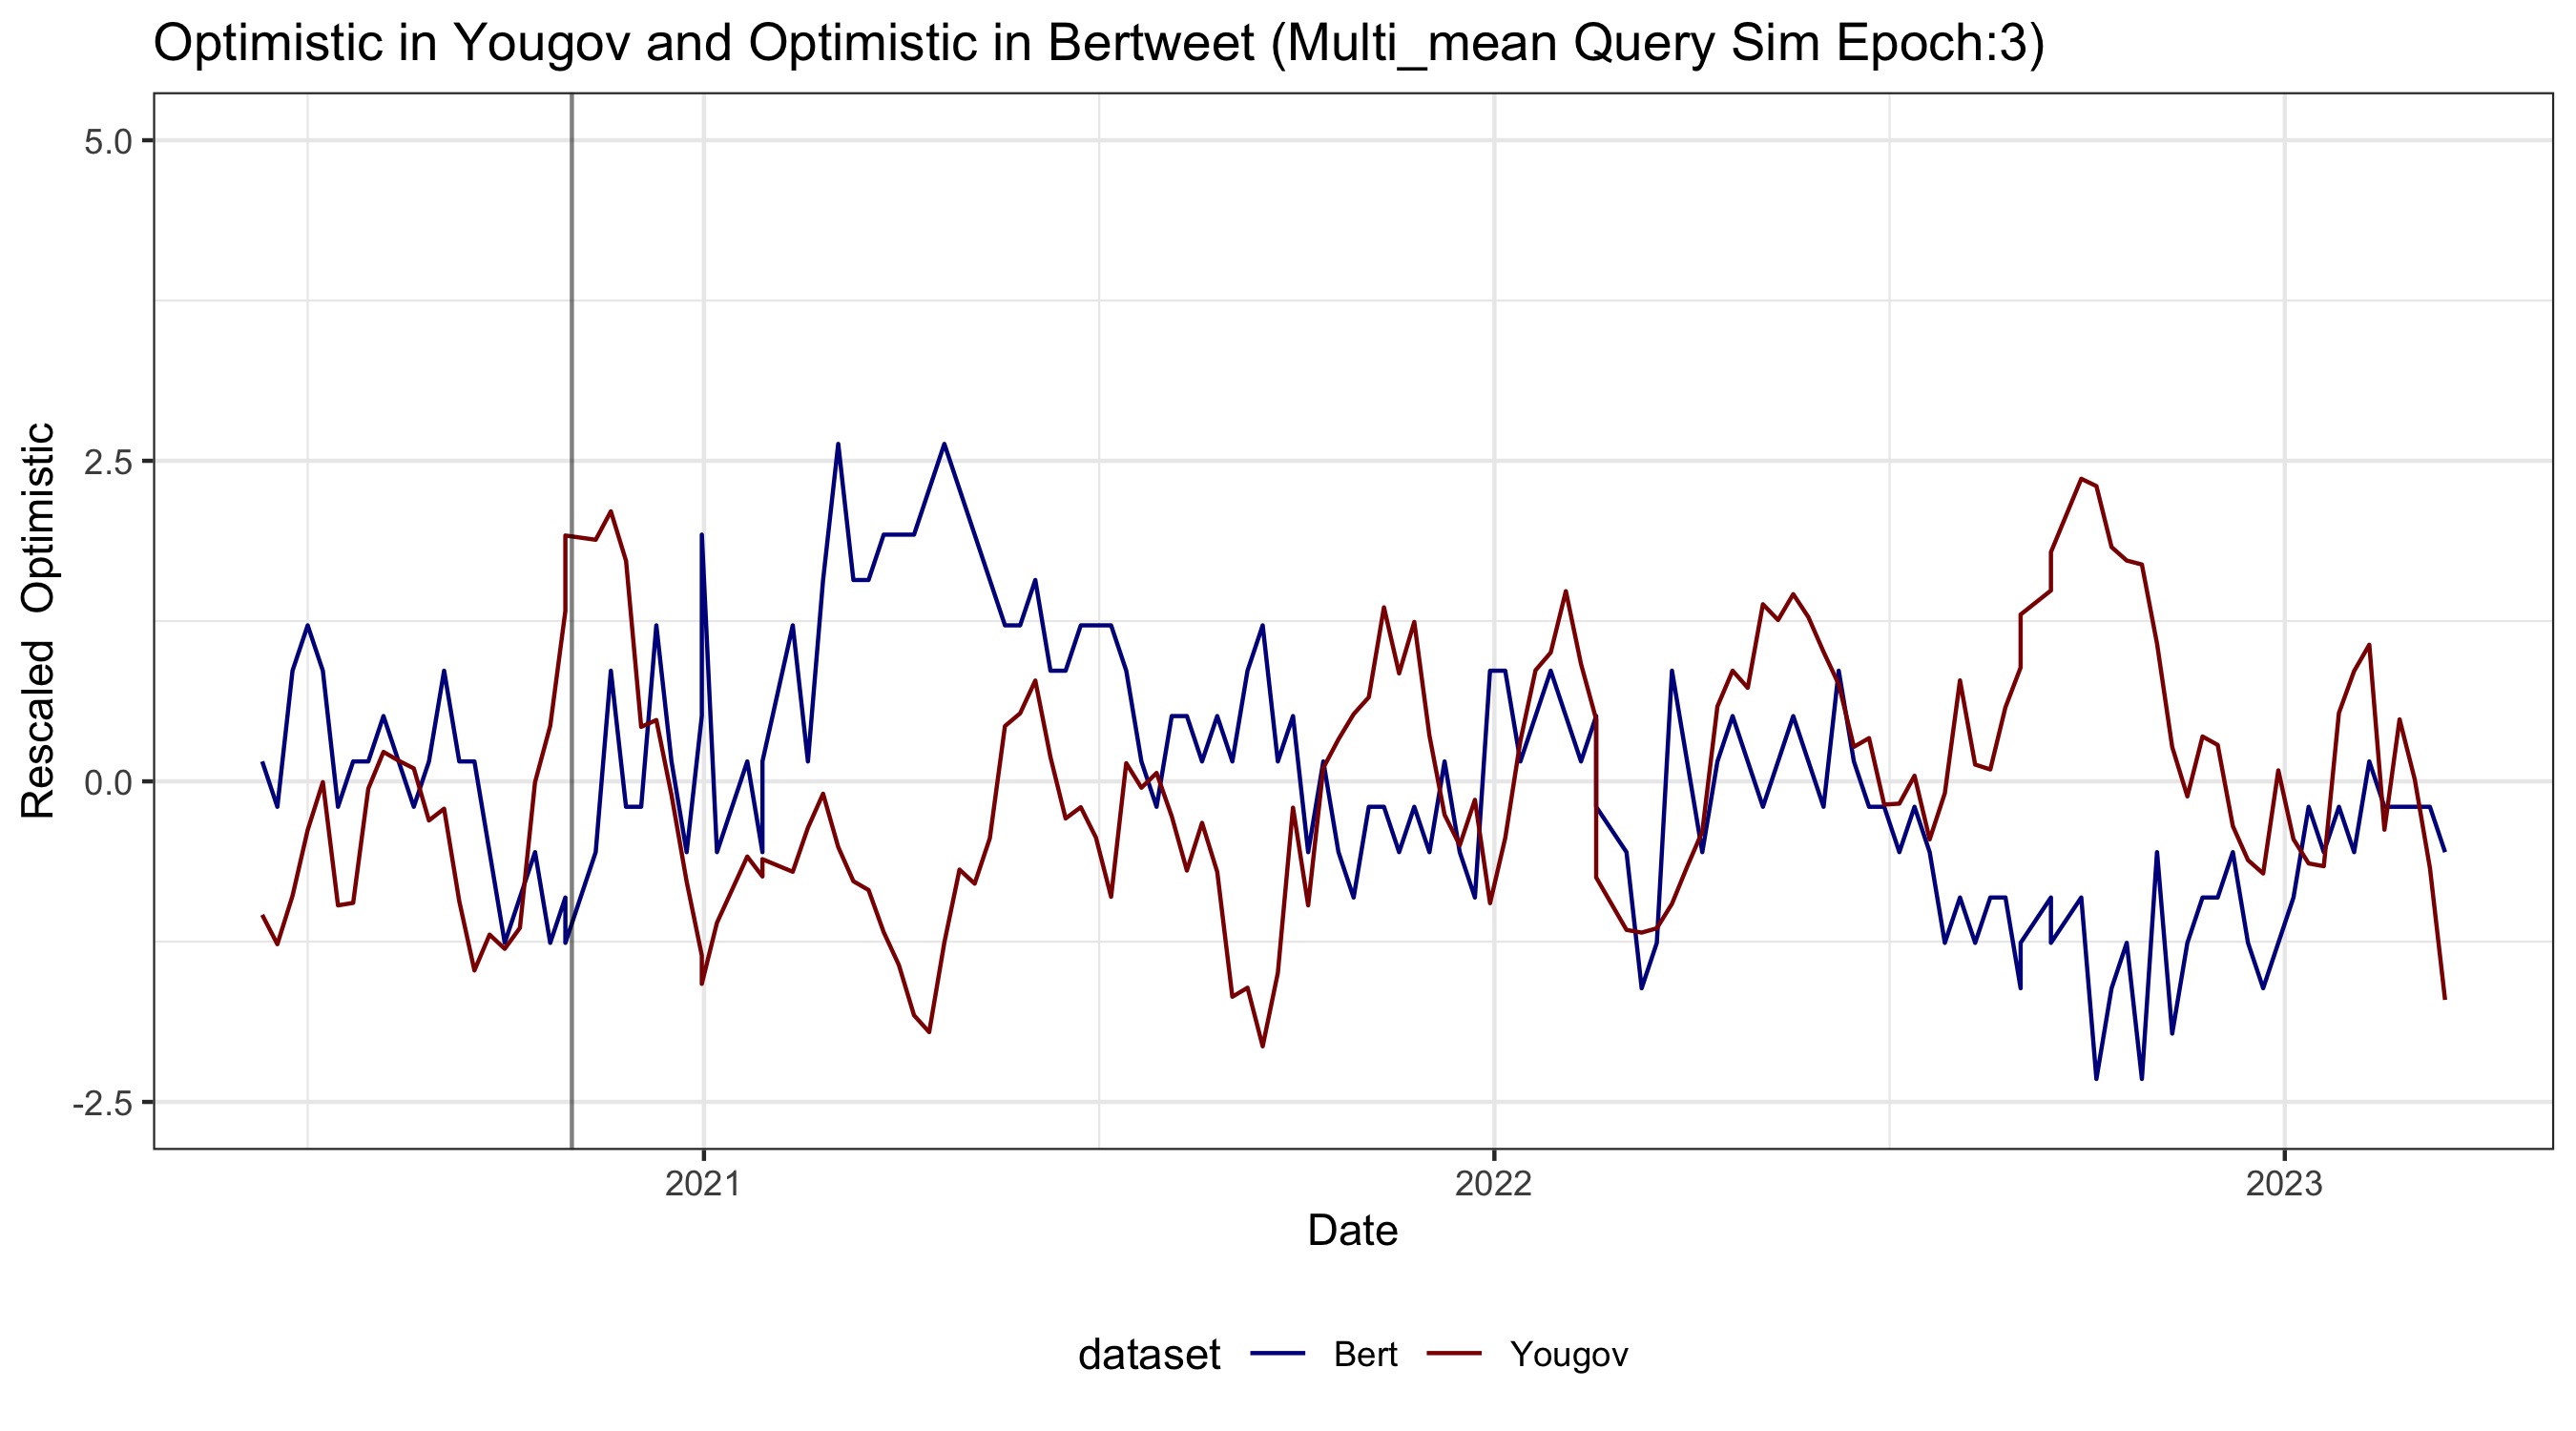 Optimistic in Yougov and Optimistic in Bertweet (Multi_mean Query Sim Epoch:3)
Rescaled Optimistic
5.0
2.5
0.0
-2.5
2021 2022 2023
Date
dataset Bert Yougov